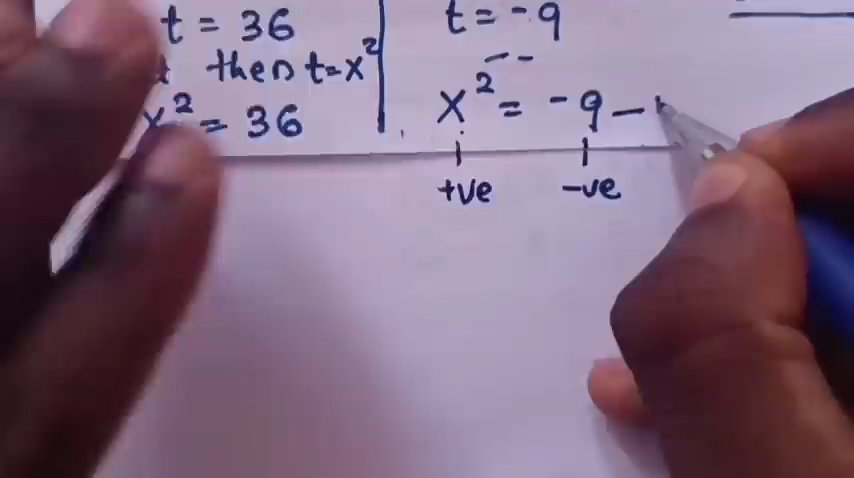 t = 36
then t=x²
x² = 36
t = -9
x² = -9 –
+ve -ve